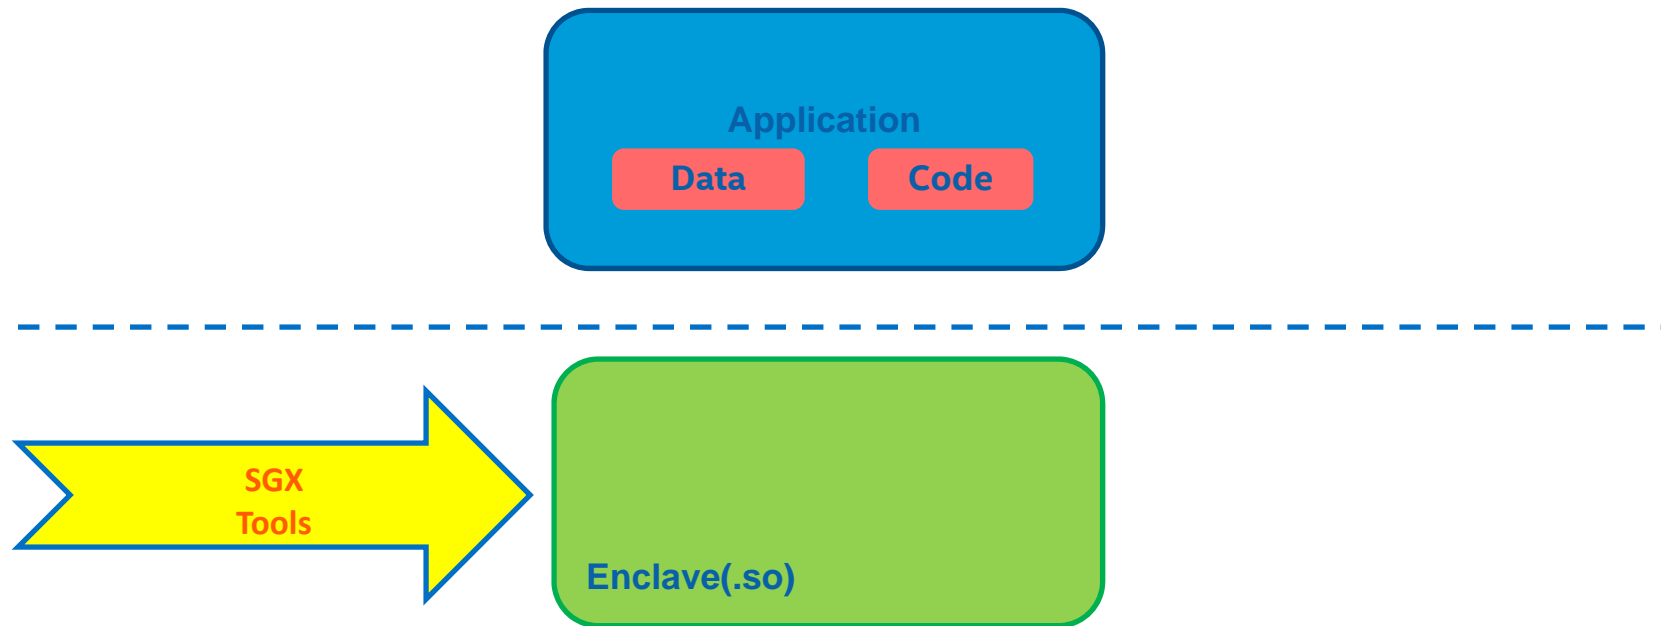 Application
Data
Code
SGX
Tools
Enclave(.so)